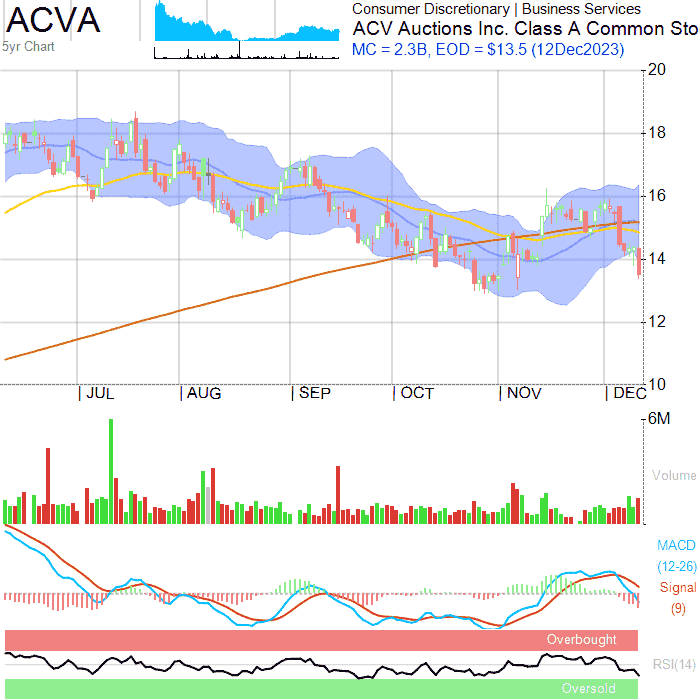 ACVA
5yr Chart
Consumer Discretionary | Business Services
ACV Auctions Inc. Class A Common Sto
MC = 2.3B, EOD = $13.5 (12Dec2023)
20
18
16
14
12
10
| JUL | AUG | SEP | OCT | NOV | DEC
6M
Volume
MACD
(12-26)
Signal
(9)
Overbought
RSI(14)
Oversold